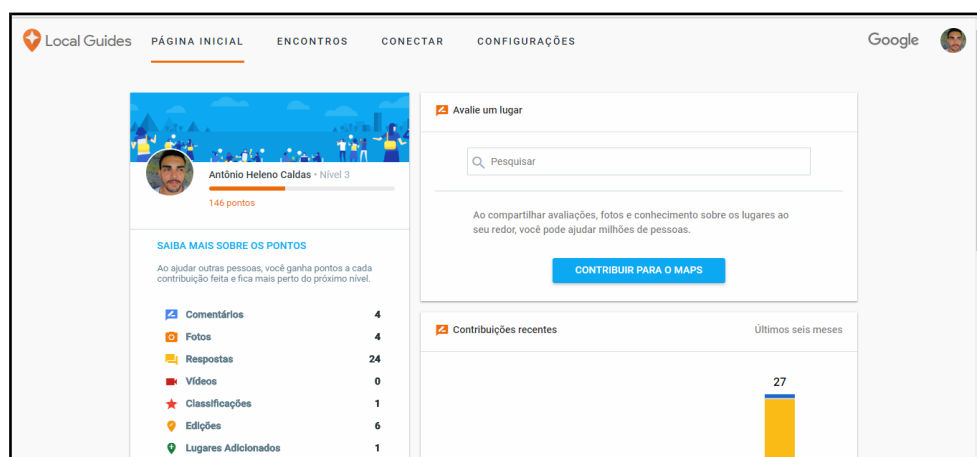 Local Guides PÁGINA INICIAL ENCONTROS CONECTAR CONFIGURAÇÕES Google
Antônio Heleno Caldas · Nível 3
146 pontos
SAIBA MAIS SOBRE OS PONTOS
Ao ajudar outras pessoas, você ganha pontos a cada
contribuição feita e fica mais perto do próximo nível.
Comentários 4
Fotos 4
Respostas 24
Vídeos 0
Classificações 1
Edições 6
Lugares Adicionados 1
Avalie um lugar
Pesquisar
Ao compartilhar avaliações, fotos e conhecimento sobre os lugares ao
seu redor, você pode ajudar milhões de pessoas.
CONTRIBUIR PARA O MAPS
Contribuições recentes Últimos seis meses
27